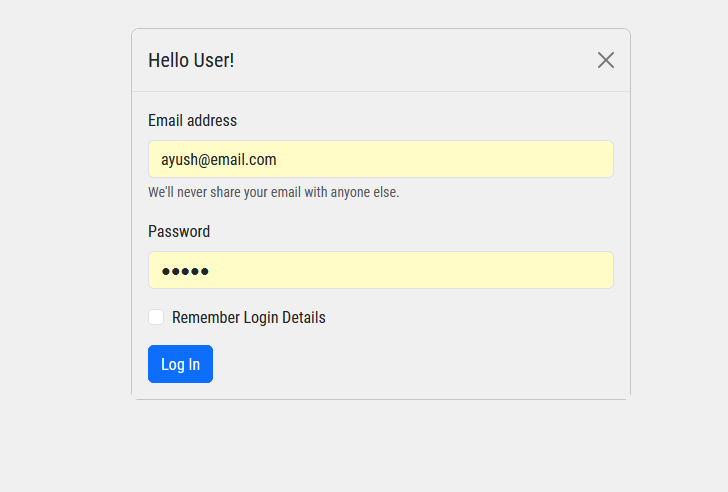 Hello User!
Email address
ayush@email.com
We'll never share your email with anyone else.
Password
●●●●●
Remember Login Details
Log In